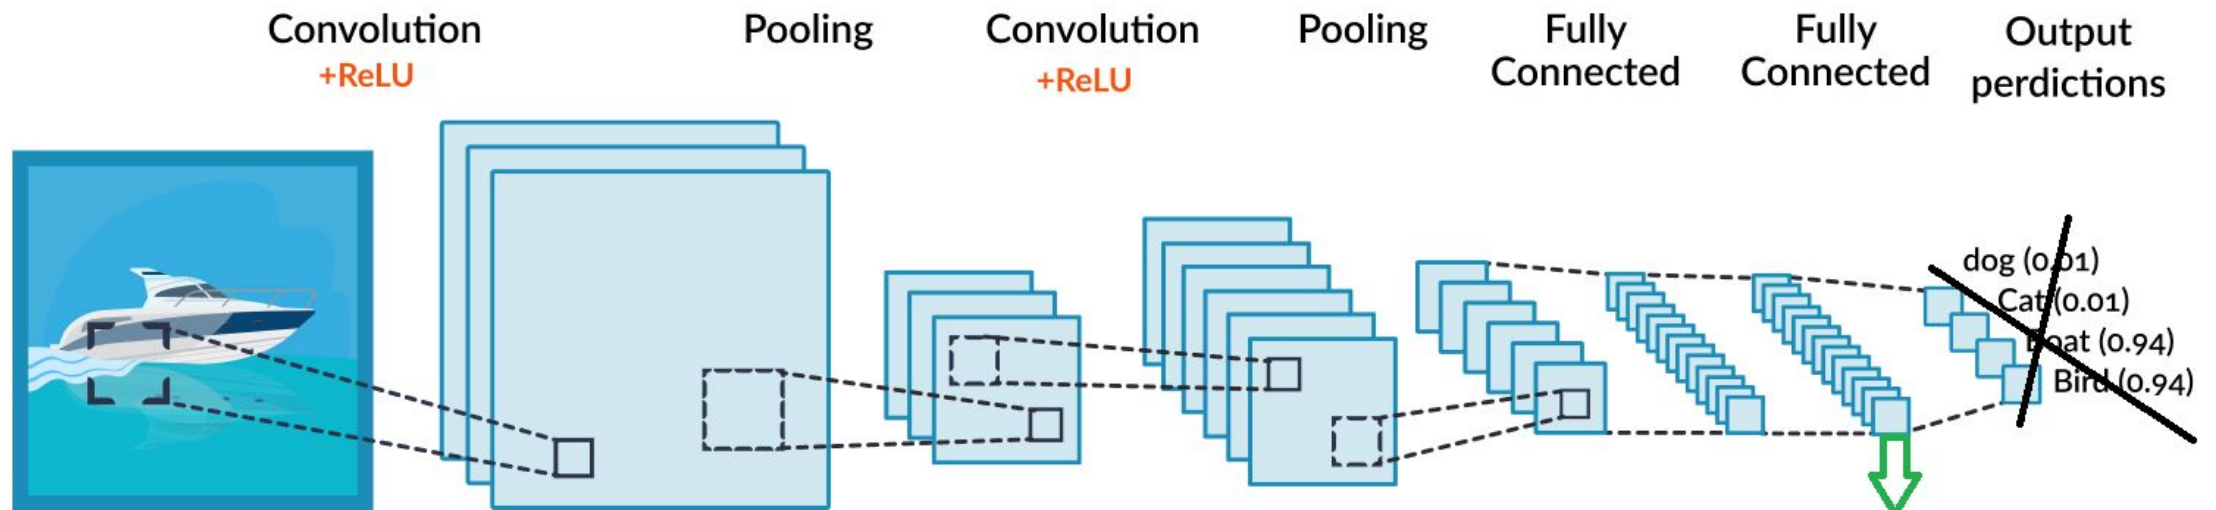 Convolution
+ReLU
Pooling
Convolution
+ReLU
Pooling
Fully
Connected
Fully
Connected
Output
perdictions
dog (0.01)
Cat (0.01)
Boat (0.94)
Bird (0.94)